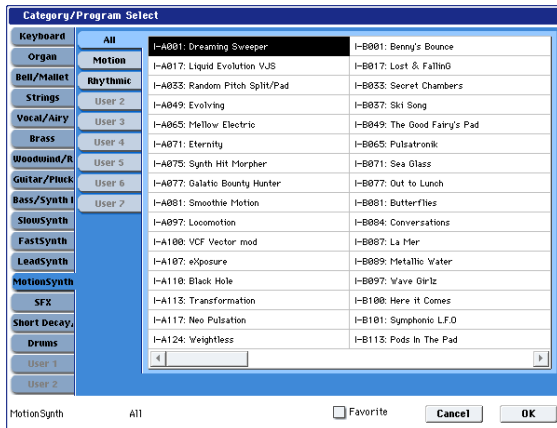 Category/Program Select
Keyboard
Organ
Bell/Mallet
Strings
Vocal/Airy
Brass
Woodwind/R
Guitar/Pluck
Bass/Synth
SlowSynth
FastSynth
LeadSynth
MotionSynth
SFX
Short Decay,
Drums
User 1
User 2
All
Motion
Rhythmic
User 2
User 3
User 4
User 5
User 6
User 7
I-A001: Dreaming Sweeper
I-A017: Liquid Evolution VJS
I-A033: Random Pitch Split/Pad
I-A049: Evolving
I-A065: Mellow Electric
I-A071: Eternity
I-A075: Synth Hit Morpher
I-A077: Galatic Bounty Hunter
I-A081: Smoothie Motion
I-A097: Locomotion
I-A100: VCF Vector mod
I-A107: eXposure
I-A110: Black Hole
I-A113: Transformation
I-A117: Neo Pulsation
I-A124: Weightless
I-B001: Benny's Bounce
I-B017: Lost & FallinG
I-B033: Secret Chambers
I-B037: Ski Song
I-B049: The Good Fairy's Pad
I-B065: Pulsatronik
I-B071: Sea Glass
I-B077: Out to Lunch
I-B081: Butterflies
I-B084: Conversations
I-B087: La Mer
I-B089: Metallic Water
I-B097: Wave Girlz
I-B100: Here it Comes
I-B101: Symphonic L.F.O
I-B113: Pods In The Pad
MotionSynth All Favorite Cancel OK